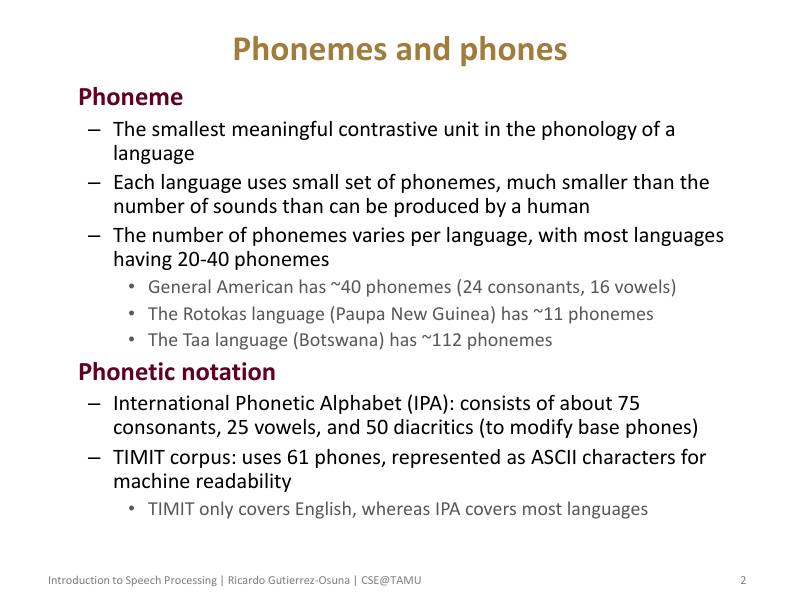 Phonemes and phones
Phoneme
– The smallest meaningful contrastive unit in the phonology of a
language
– Each language uses small set of phonemes, much smaller than the
number of sounds than can be produced by a human
– The number of phonemes varies per language, with most languages
having 20-40 phonemes
• General American has ~40 phonemes (24 consonants, 16 vowels)
• The Rotokas language (Paupa New Guinea) has ~11 phonemes
• The Taa language (Botswana) has ~112 phonemes
Phonetic notation
– International Phonetic Alphabet (IPA): consists of about 75
consonants, 25 vowels, and 50 diacritics (to modify base phones)
– TIMIT corpus: uses 61 phones, represented as ASCII characters for
machine readability
• TIMIT only covers English, whereas IPA covers most languages
Introduction to Speech Processing | Ricardo Gutierrez-Osuna | CSE@TAMU
2